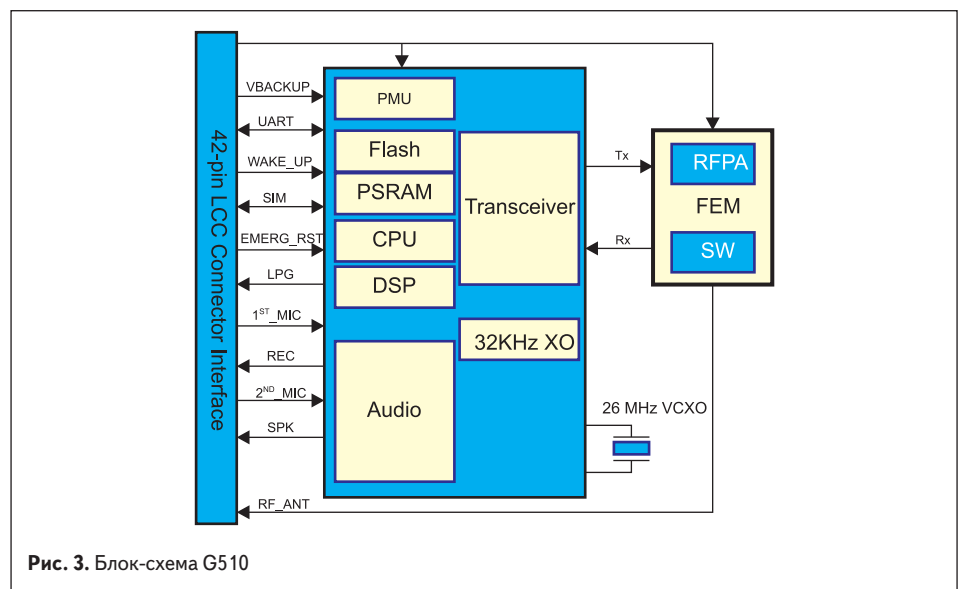 42-pin LCC Connector Interface
VBACKUP
UART
WAKE_UP
SIM
EMERG_RST
LPG
1ST_MIC
REC
2ND_MIC
SPK
RF_ANT
PMU
Flash
PSRAM
CPU
DSP
Audio
Transceiver
32KHz XO
Tx
Rx
RFPA
FEM
SW
26 MHz VCXO
Рис. 3. Блок-схема G510